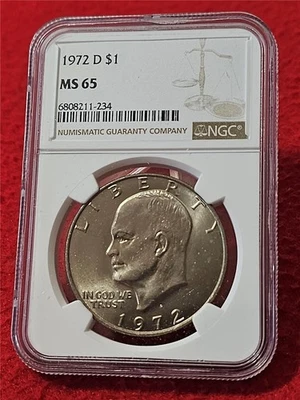 1972 D $1
MS 65
6808211-234
NUMISMATIC GUARANTY COMPANY
NGC
LIBERTY
IN GOD WE
TRUST
1972